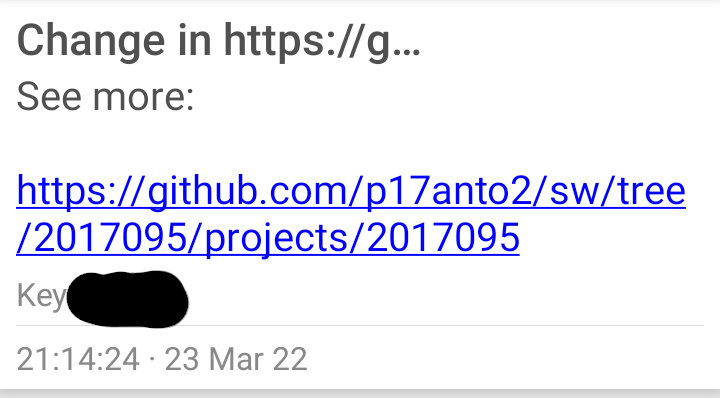 Change in https://g...
See more:
https://github.com/p17anto2/sw/tree
/2017095/projects/2017095
Key
21:14:24 · 23 Mar 22